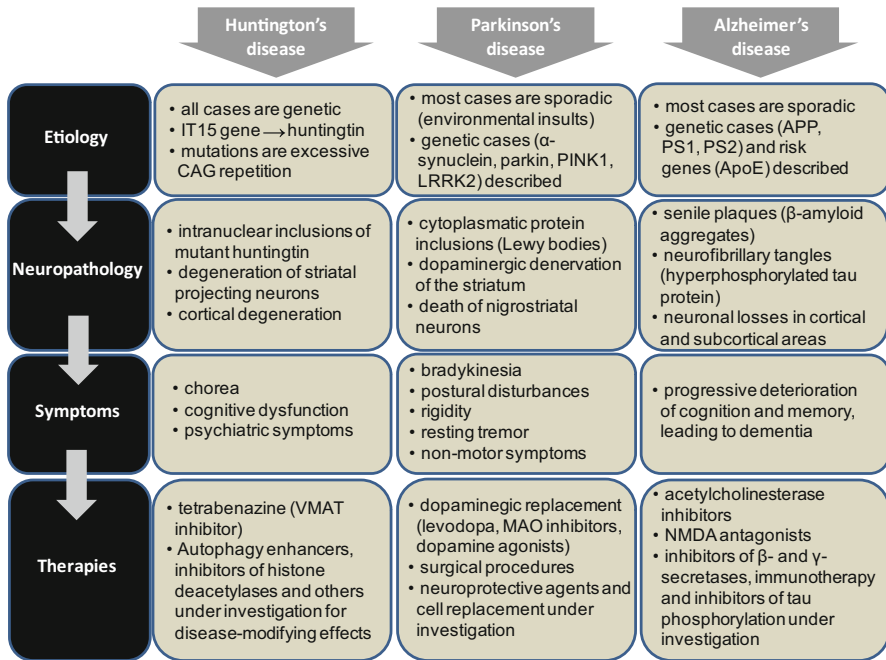 Huntington's
disease
Parkinson's
disease
Alzheimer's
disease
Etiology
• all cases are genetic
• IT15 gene → huntingtin
• mutations are excessive
CAG repetition
• most cases are sporadic
(environmental insults)
• genetic cases (α-
synuclein, parkin, PINK1,
LRRK2) described
• most cases are sporadic
• genetic cases (APP,
PS1, PS2) and risk
genes (ApoE) described
Neuropathology
• intranuclear inclusions of
mutant huntingtin
• degeneration of striatal
projecting neurons
• cortical degeneration
• cytoplasmatic protein
inclusions (Lewy bodies)
• dopaminergic denervation
of the striatum
• death of nigrostriatal
neurons
• senile plaques (β-amyloid
aggregates)
• neurofibrillary tangles
(hyperphosphorylated tau
protein)
• neuronal losses in cortical
and subcortical areas
Symptoms
• chorea
• cognitive dysfunction
• psychiatric symptoms
• bradykinesia
• postural disturbances
• rigidity
• resting tremor
• non-motor symptoms
• progressive deterioration
of cognition and memory,
leading to dementia
Therapies
• tetrabenazine (VMAT
inhibitor)
• Autophagy enhancers,
inhibitors of histone
deacetylases and others
under investigation for
disease-modifying effects
• dopaminegic replacement
(levodopa, MAO inhibitors,
dopamine agonists)
• surgical procedures
• neuroprotective agents and
cell replacement under
investigation
• acetylcholinesterase
inhibitors
• NMDA antagonists
• inhibitors of β- and γ-
secretases, immunotherapy
and inhibitors of tau
phosphorylation under
investigation